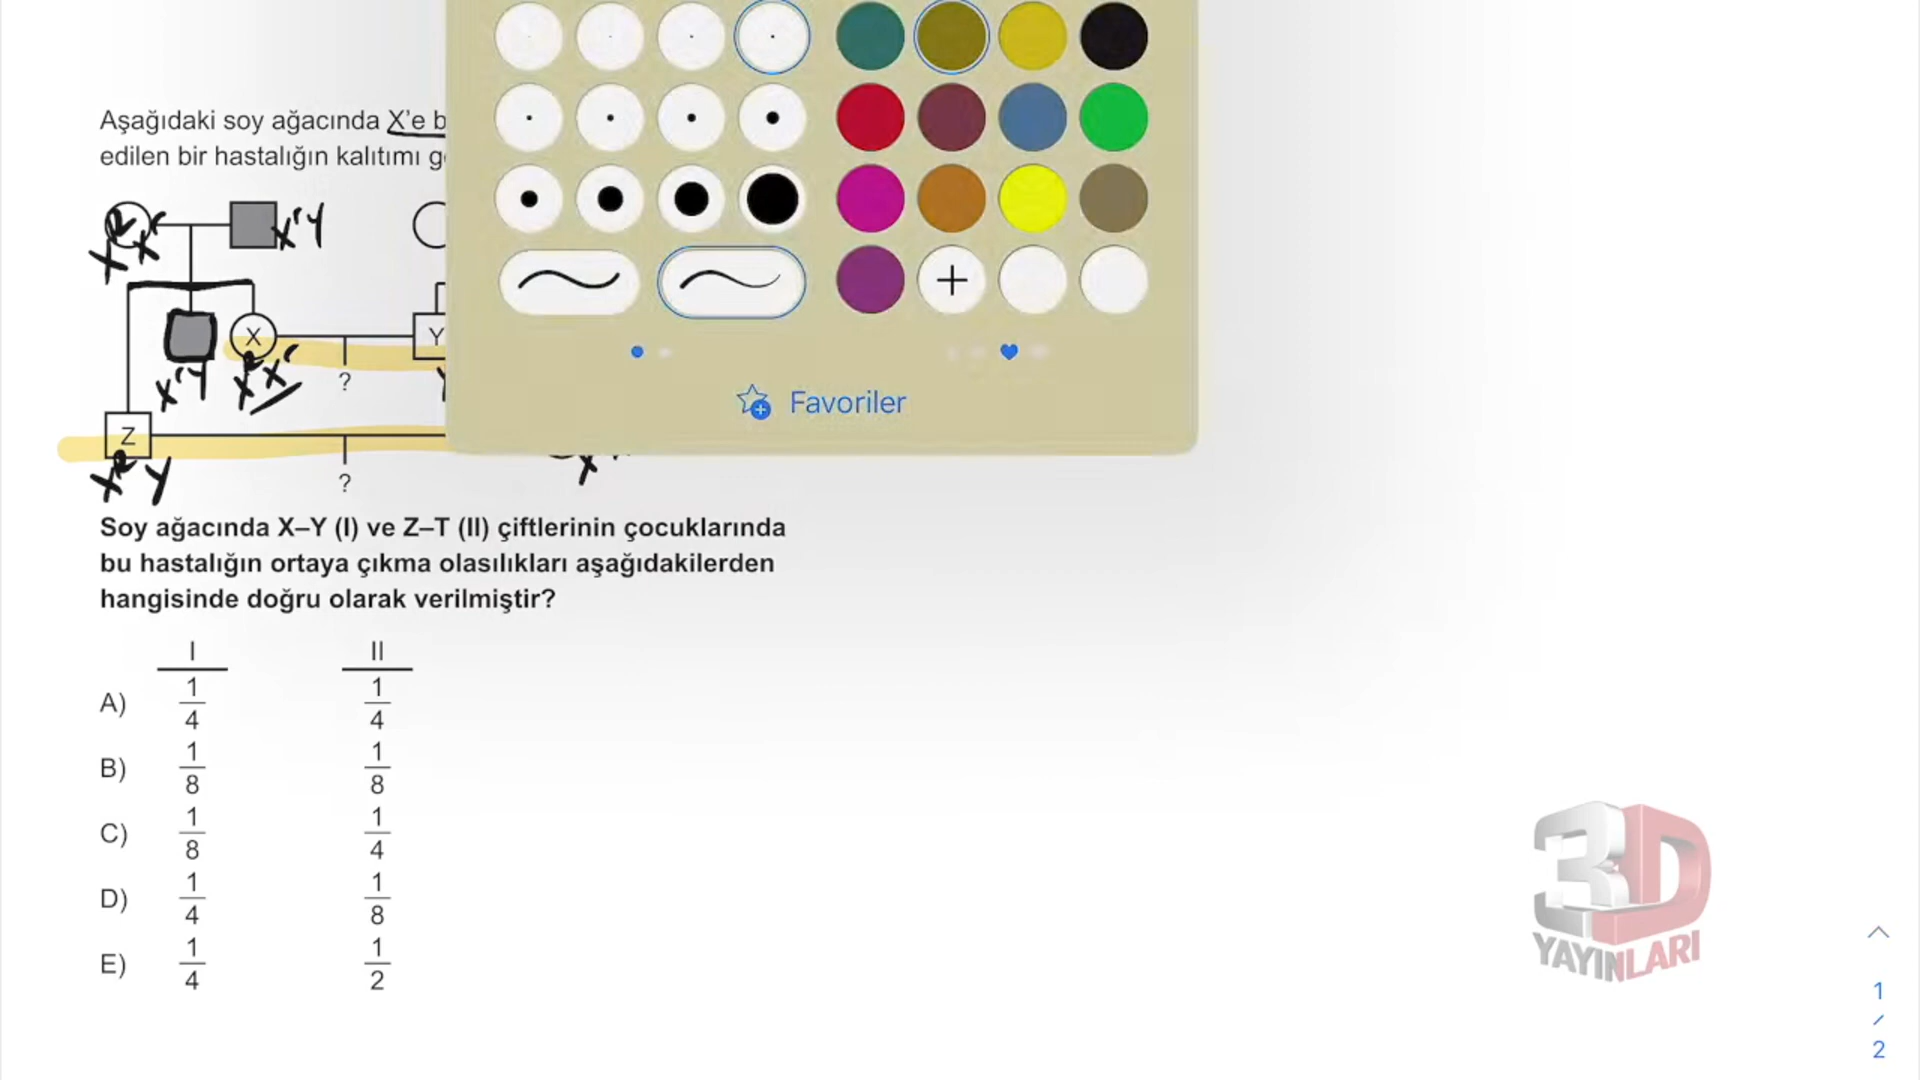 Aşağıdaki soy ağacında X'e b
edilen bir hastalığın kalıtımı g
X^R X^r
X^r Y
X
Y
?
X^r Y
X^R X^r
Z
?
X^R Y
Favoriler
Soy ağacında X–Y (I) ve Z–T (II) çiftlerinin çocuklarında
bu hastalığın ortaya çıkma olasılıkları aşağıdakilerden
hangisinde doğru olarak verilmiştir?
I II
A) 1/4 1/4
B) 1/8 1/8
C) 1/8 1/4
D) 1/4 1/8
E) 1/4 1/2
3D
YAYINLARI
1
/
2